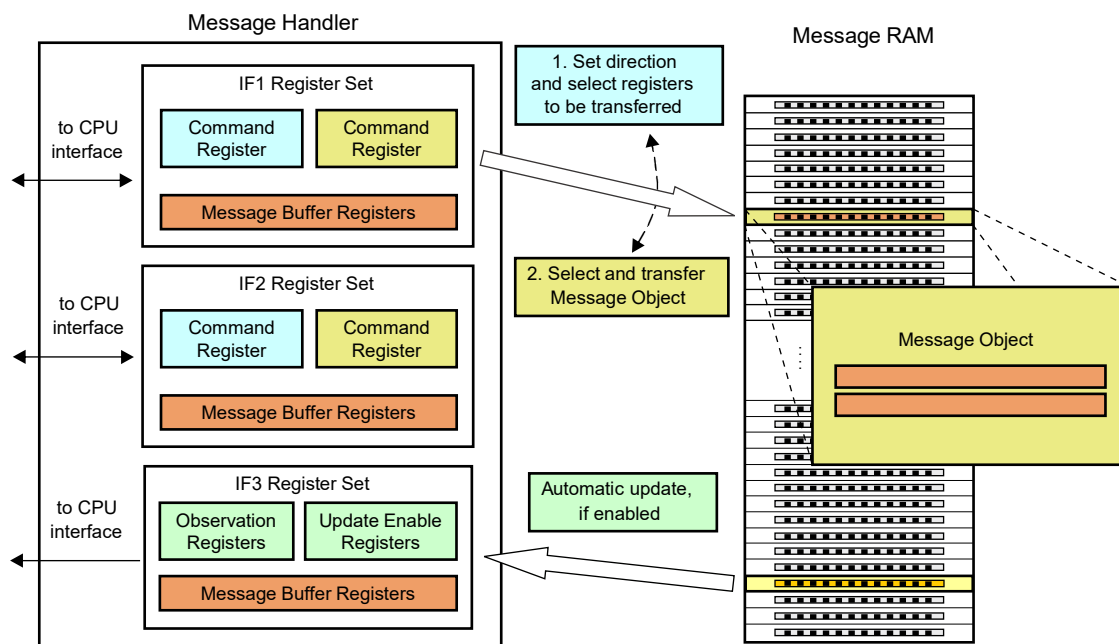 Message Handler
Message RAM
IF1 Register Set
Command
Register
Command
Register
Message Buffer Registers
to CPU
interface
1. Set direction
and select registers
to be transferred
2. Select and transfer
Message Object
IF2 Register Set
Command
Register
Command
Register
Message Buffer Registers
to CPU
interface
Message Object
IF3 Register Set
Observation
Registers
Update Enable
Registers
Message Buffer Registers
to CPU
interface
Automatic update,
if enabled